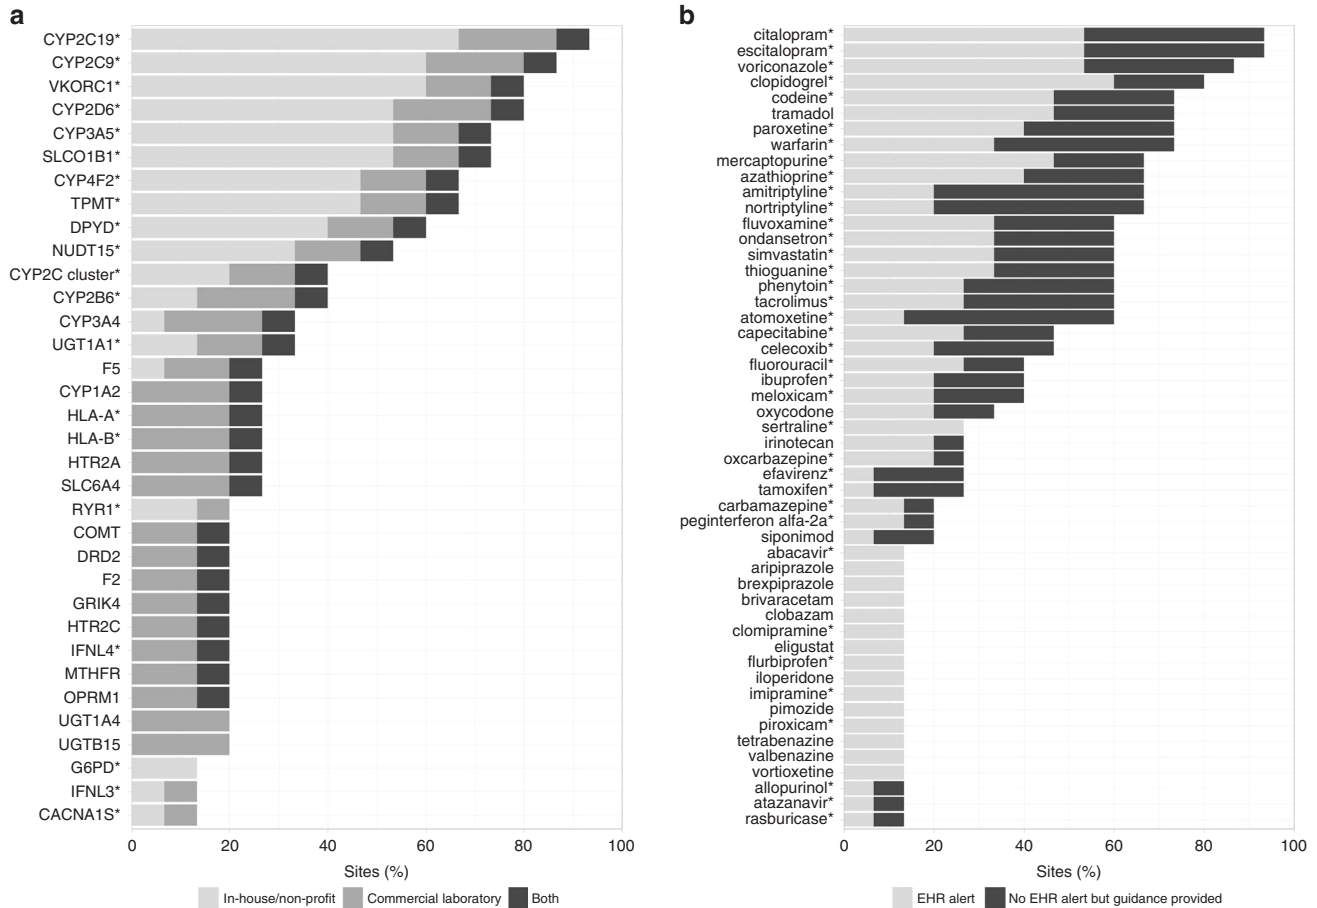 a
CYP2C19*
CYP2C9*
VKORC1*
CYP2D6*
CYP3A5*
SLCO1B1*
CYP4F2*
TPMT*
DPYD*
NUDT15*
CYP2C cluster*
CYP2B6*
CYP3A4
UGT1A1*
F5
CYP1A2
HLA-A*
HLA-B*
HTR2A
SLC6A4
RYR1*
COMT
DRD2
F2
GRIK4
HTR2C
IFNL4*
MTHFR
OPRM1
UGT1A4
UGTB15
G6PD*
IFNL3*
CACNA1S*
0 20 40 60 80 100
Sites (%)
In-house/non-profit Commercial laboratory Both
b
citalopram*
escitalopram*
voriconazole*
clopidogrel*
codeine*
tramadol
paroxetine*
warfarin*
mercaptopurine*
azathioprine*
amitriptyline*
nortriptyline*
fluvoxamine*
ondansetron*
simvastatin*
thioguanine*
phenytoin*
tacrolimus*
atomoxetine*
capecitabine*
celecoxib*
fluorouracil*
ibuprofen*
meloxicam*
oxycodone
sertraline*
irinotecan
oxcarbazepine*
efavirenz*
tamoxifen*
carbamazepine*
peginterferon alfa-2a*
siponimod
abacavir*
aripiprazole
brexpiprazole
brivaracetam
clobazam
clomipramine*
eligustat
flurbiprofen*
iloperidone
imipramine*
pimozide
piroxicam*
tetrabenazine
valbenazine
vortioxetine
allopurinol*
atazanavir*
rasburicase*
0 20 40 60 80 100
Sites (%)
EHR alert No EHR alert but guidance provided